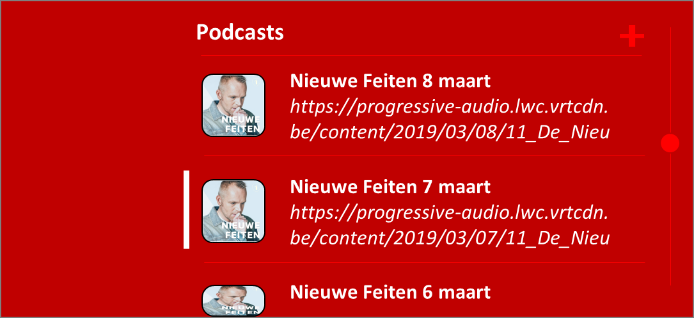 Podcasts
+
Nieuwe Feiten 8 maart
https://progressive-audio.lwc.vrtcdn.
be/content/2019/03/08/11_De_Nieu
NIEUWE
FEITEN
Nieuwe Feiten 7 maart
https://progressive-audio.lwc.vrtcdn.
be/content/2019/03/07/11_De_Nieu
NIEUWE
FEITEN
Nieuwe Feiten 6 maart
NIEUWE
FEITEN